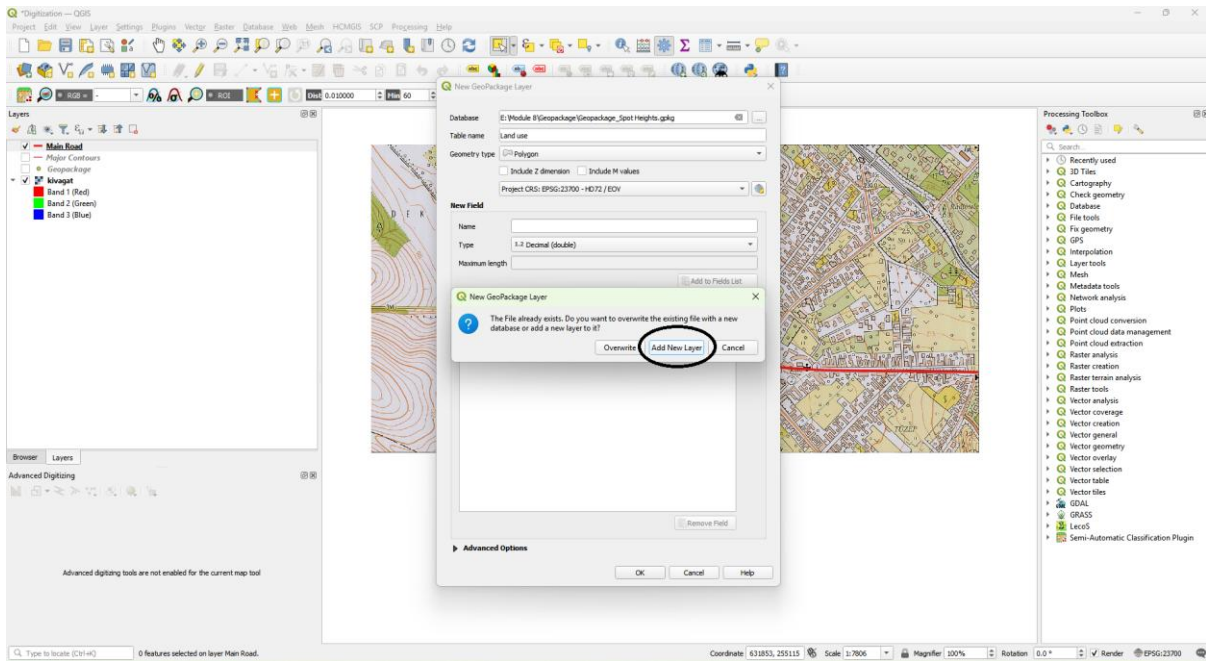 *Digitization — QGIS
Project Edit View Layer Settings Plugins Vector Raster Database Web Mesh HCMGIS SCP Processing Help
RGB = - ROI Dist 0.010000 Min 60
Layers
Main Road
Major Contours
Geopackage
kivagat
Band 1 (Red)
Band 2 (Green)
Band 3 (Blue)
Browser Layers
Advanced Digitizing
Advanced digitizing tools are not enabled for the current map tool
New GeoPackage Layer
Database E:\Module 8\Geopackage\Geopackage_Spot Heights.gpkg
Table name Land use
Geometry type Polygon
Include Z dimension Include M values
Project CRS: EPSG:23700 - HD72 / EOV
New Field
Name
Type 1.2 Decimal (double)
Maximum length
Add to Fields List
New GeoPackage Layer
The File already exists. Do you want to overwrite the existing file with a new
database or add a new layer to it?
Overwrite Add New Layer Cancel
Remove Field
Advanced Options
OK Cancel Help
Processing Toolbox
Search...
Recently used
3D Tiles
Cartography
Check geometry
Database
File tools
Fix geometry
GPS
Interpolation
Layer tools
Mesh
Metadata tools
Network analysis
Plots
Point cloud conversion
Point cloud data management
Point cloud extraction
Raster analysis
Raster creation
Raster terrain analysis
Raster tools
Vector analysis
Vector coverage
Vector creation
Vector general
Vector geometry
Vector overlay
Vector selection
Vector table
Vector tiles
GDAL
GRASS
LecoS
Semi-Automatic Classification Plugin
Type to locate (Ctrl+K) 0 features selected on layer Main Road. Coordinate 631853, 255115 Scale 1:7806 Magnifier 100% Rotation 0.0 ° Render EPSG:23700